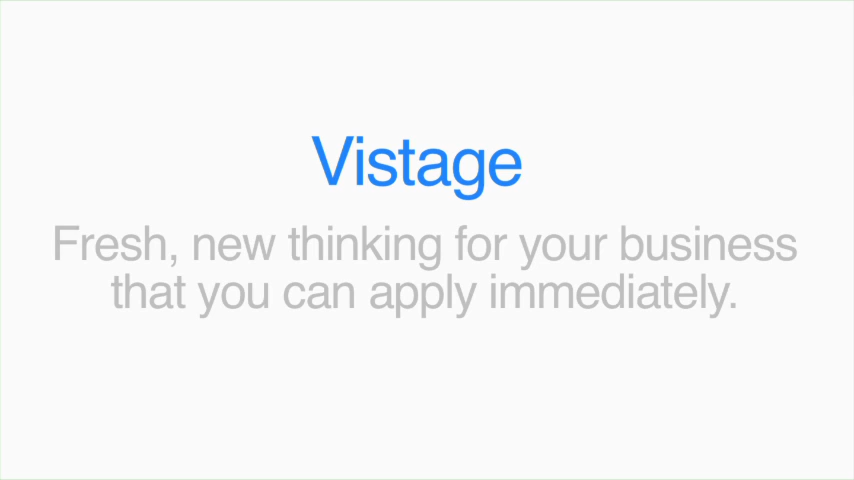 Vistage
Fresh, new thinking for your business
that you can apply immediately.